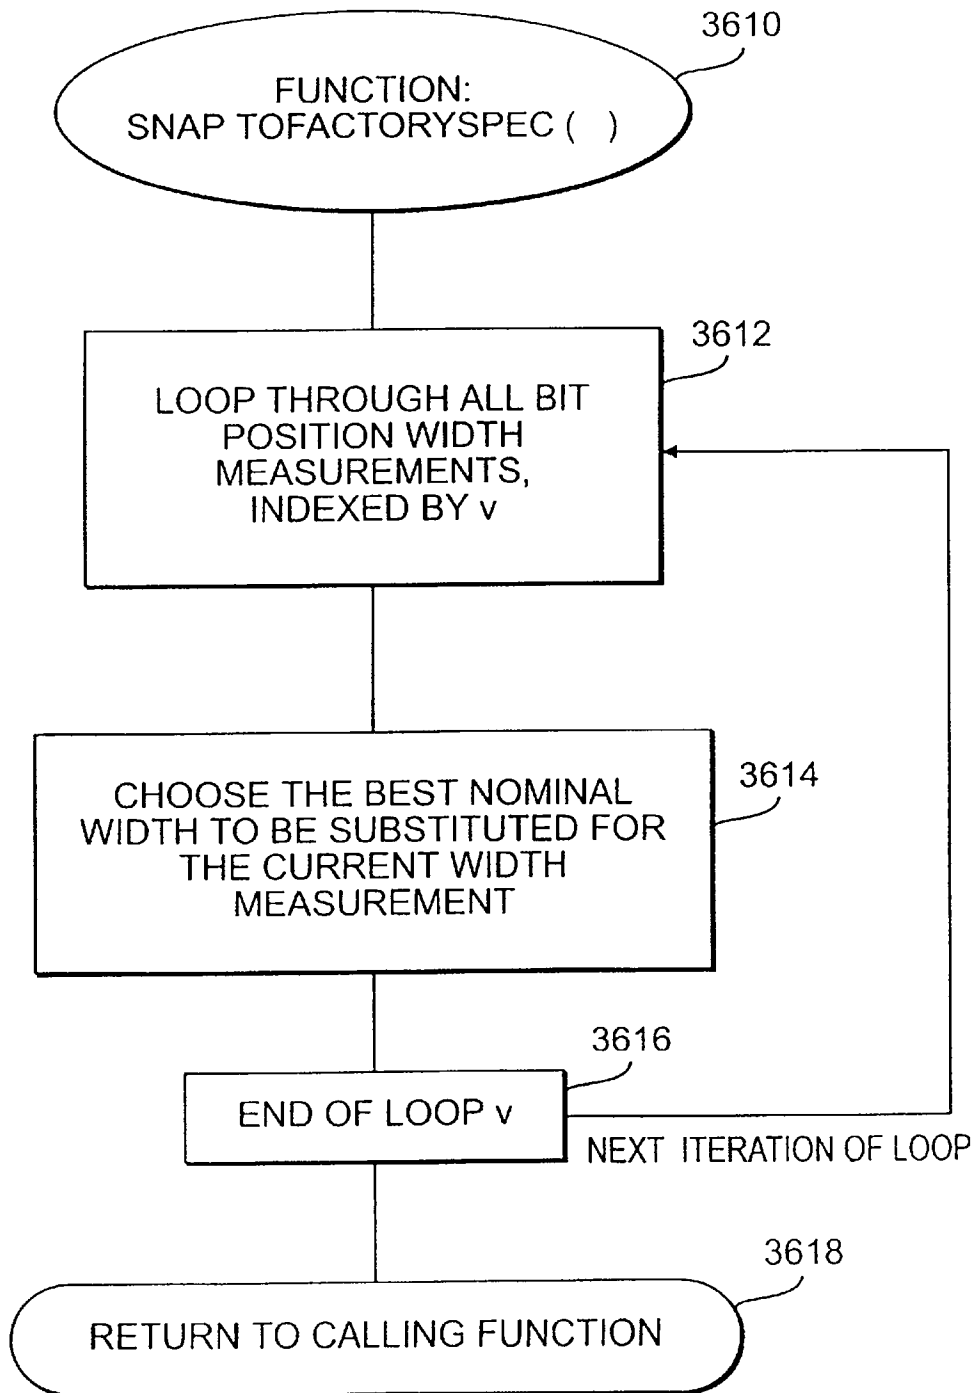 3610
FUNCTION:
SNAP TOFACTORYSPEC ( )
3612
LOOP THROUGH ALL BIT
POSITION WIDTH
MEASUREMENTS,
INDEXED BY v
3614
CHOOSE THE BEST NOMINAL
WIDTH TO BE SUBSTITUTED FOR
THE CURRENT WIDTH
MEASUREMENT
3616
END OF LOOP v
NEXT ITERATION OF LOOP
3618
RETURN TO CALLING FUNCTION